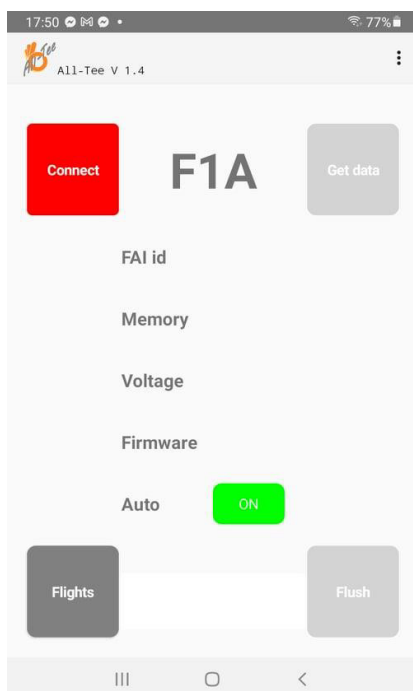 17:50 77%
All-Tee V 1.4
Connect F1A Get data
FAI id
Memory
Voltage
Firmware
Auto ON
Flights Flush